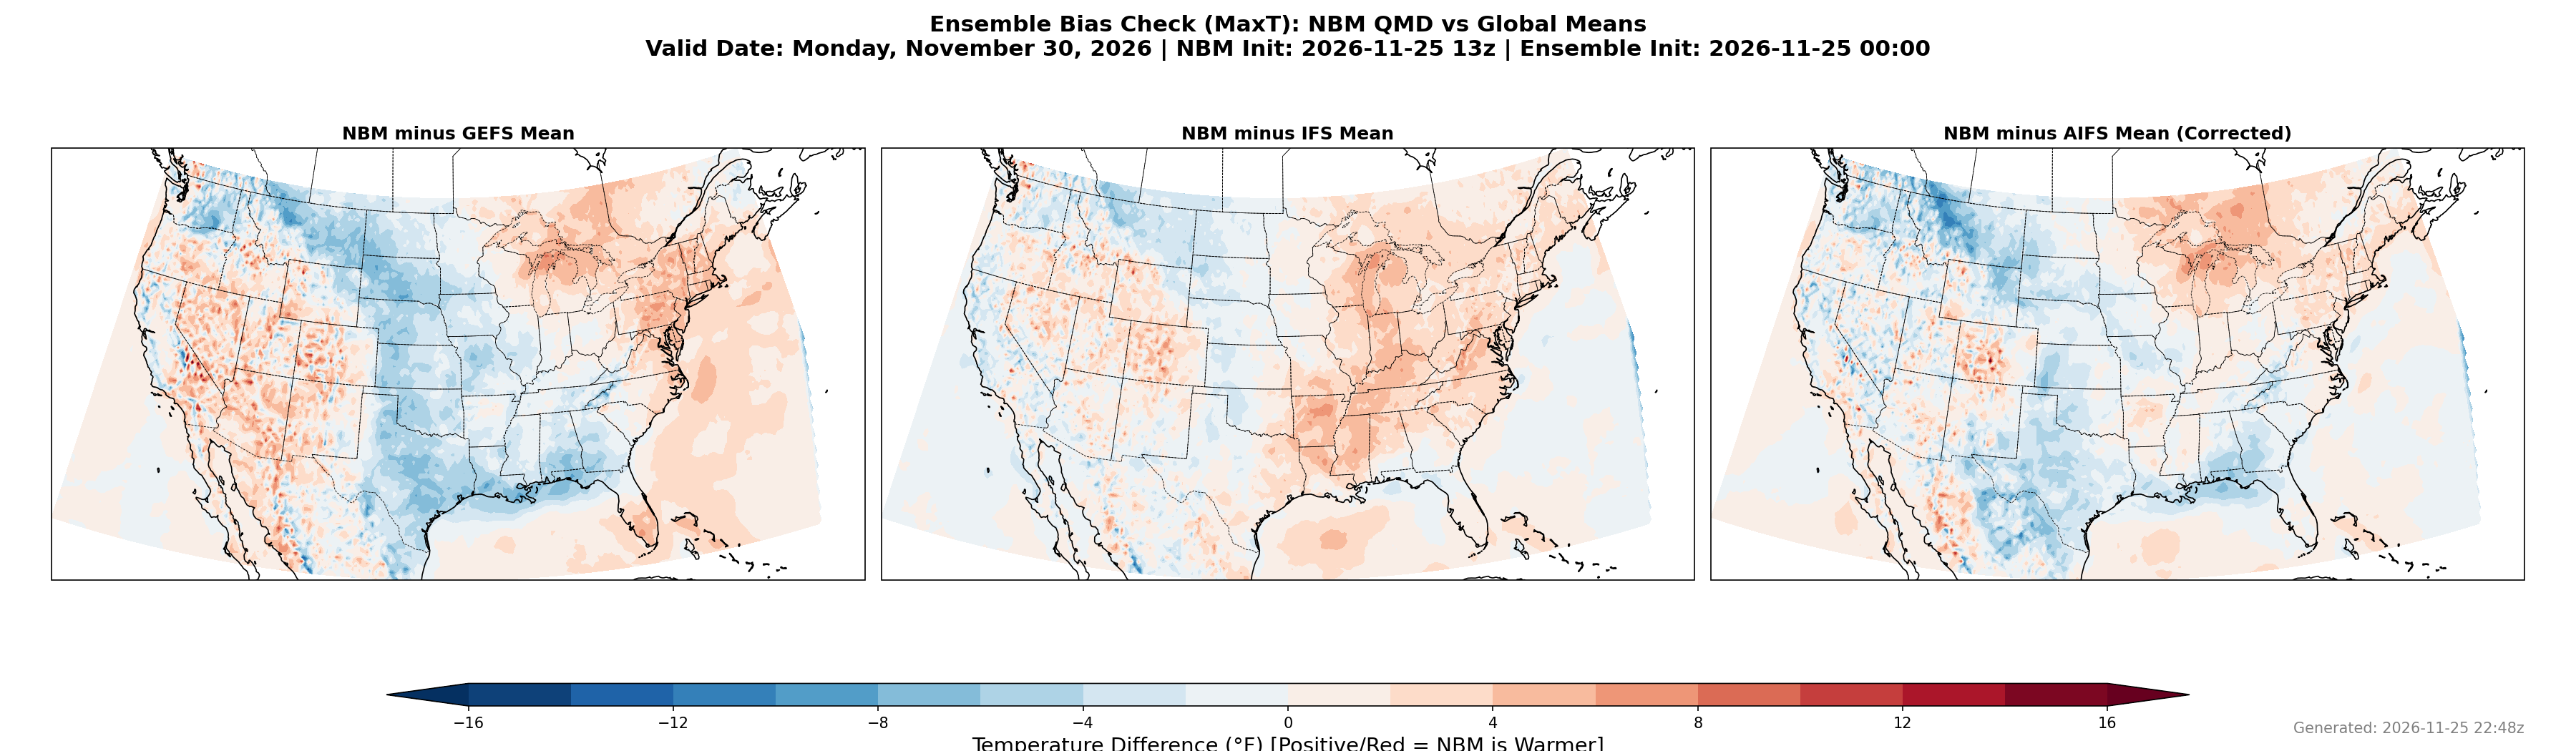 Ensemble Bias Check (MaxT): NBM QMD vs Global Means
Valid Date: Monday, November 30, 2026 | NBM Init: 2026-11-25 13z | Ensemble Init: 2026-11-25 00:00
NBM minus GEFS Mean
NBM minus IFS Mean
NBM minus AIFS Mean (Corrected)
−16 −12 −8 −4 0 4 8 12 16
Temperature Difference (°F) [Positive/Red = NBM is Warmer]
Generated: 2026-11-25 22:48z